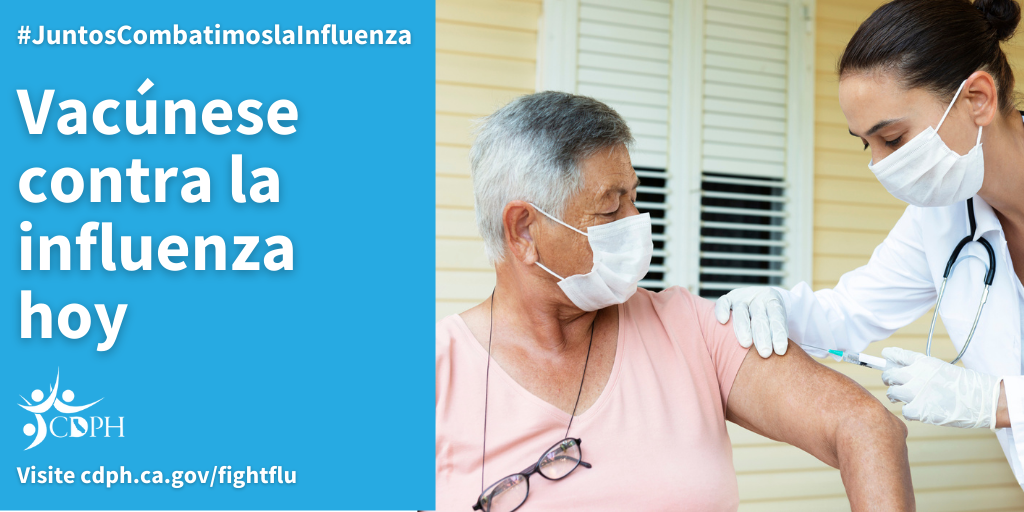 #JuntosCombatimoslaInfluenza
Vacúnese
contra la
influenza
hoy
CDPH
Visite cdph.ca.gov/fightflu